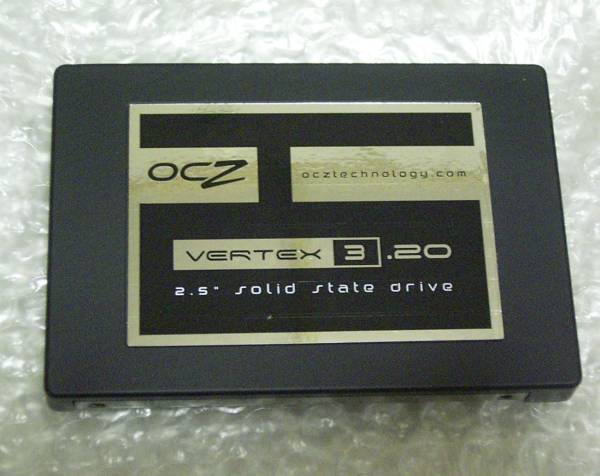 OCZ
ocztechnology.com
VERTEX 3.20
2.5" solid state drive